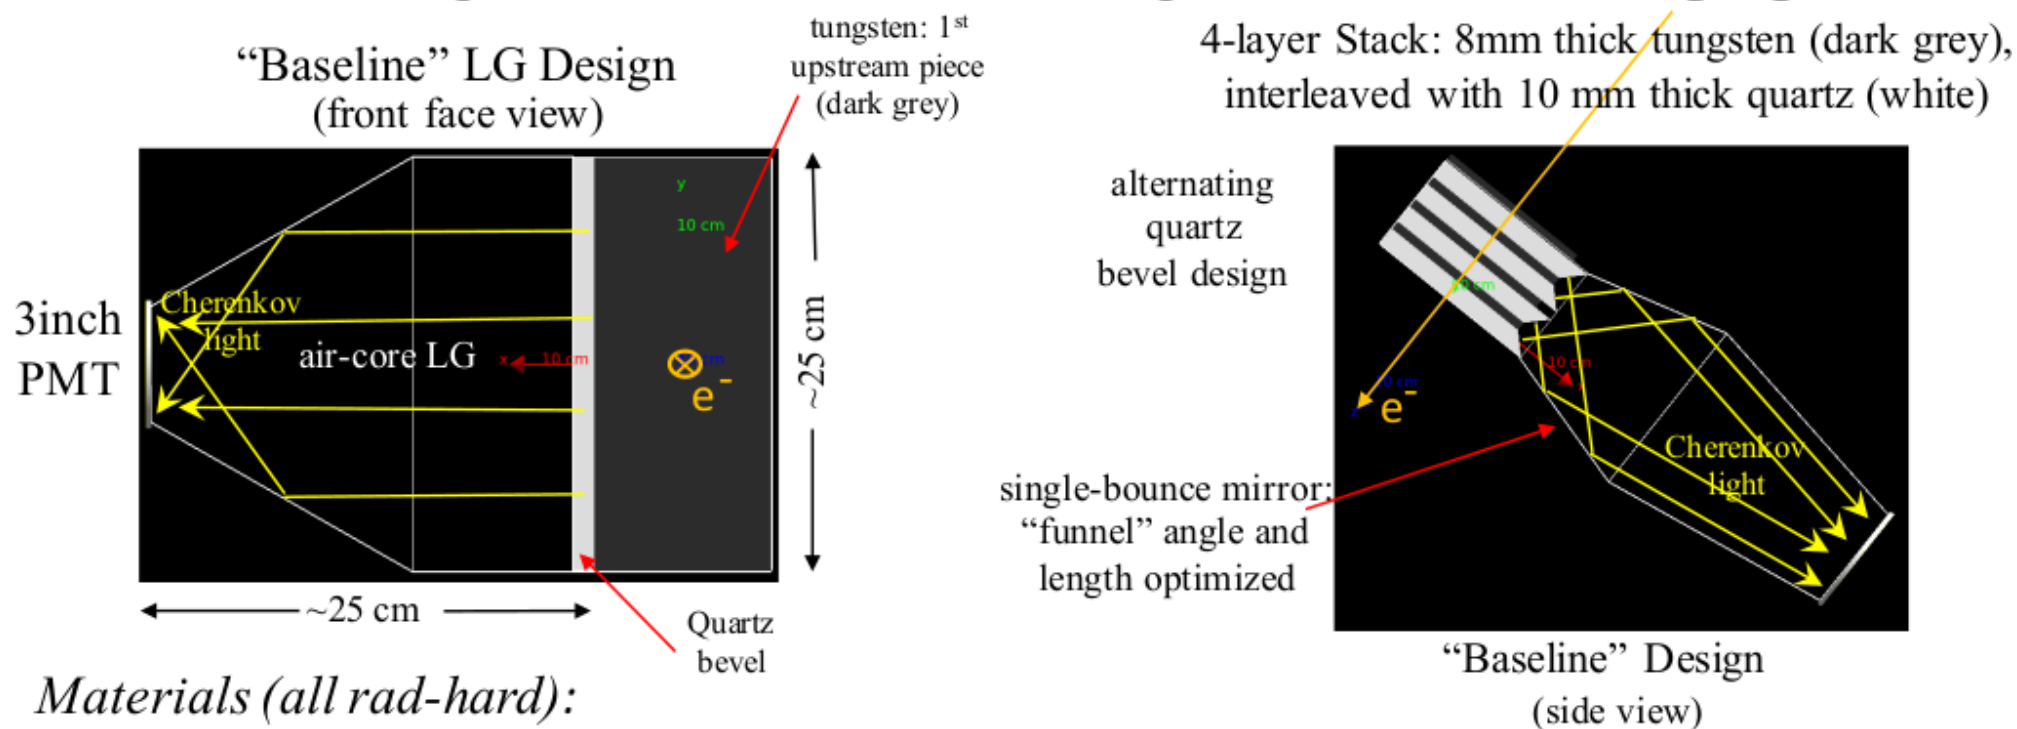 “Baseline” LG Design
(front face view)
tungsten: 1st
upstream piece
(dark grey)
4-layer Stack: 8mm thick tungsten (dark grey),
interleaved with 10 mm thick quartz (white)
3inch
PMT
Cherenkov
light
air-core LG
x
10 cm
y
10 cm
cm
e-
~25 cm
~25 cm
Quartz
bevel
Materials (all rad-hard):
alternating
quartz
bevel design
10 cm
10 cm
z
e-
Cherenkov
light
single-bounce mirror:
“funnel” angle and
length optimized
“Baseline” Design
(side view)